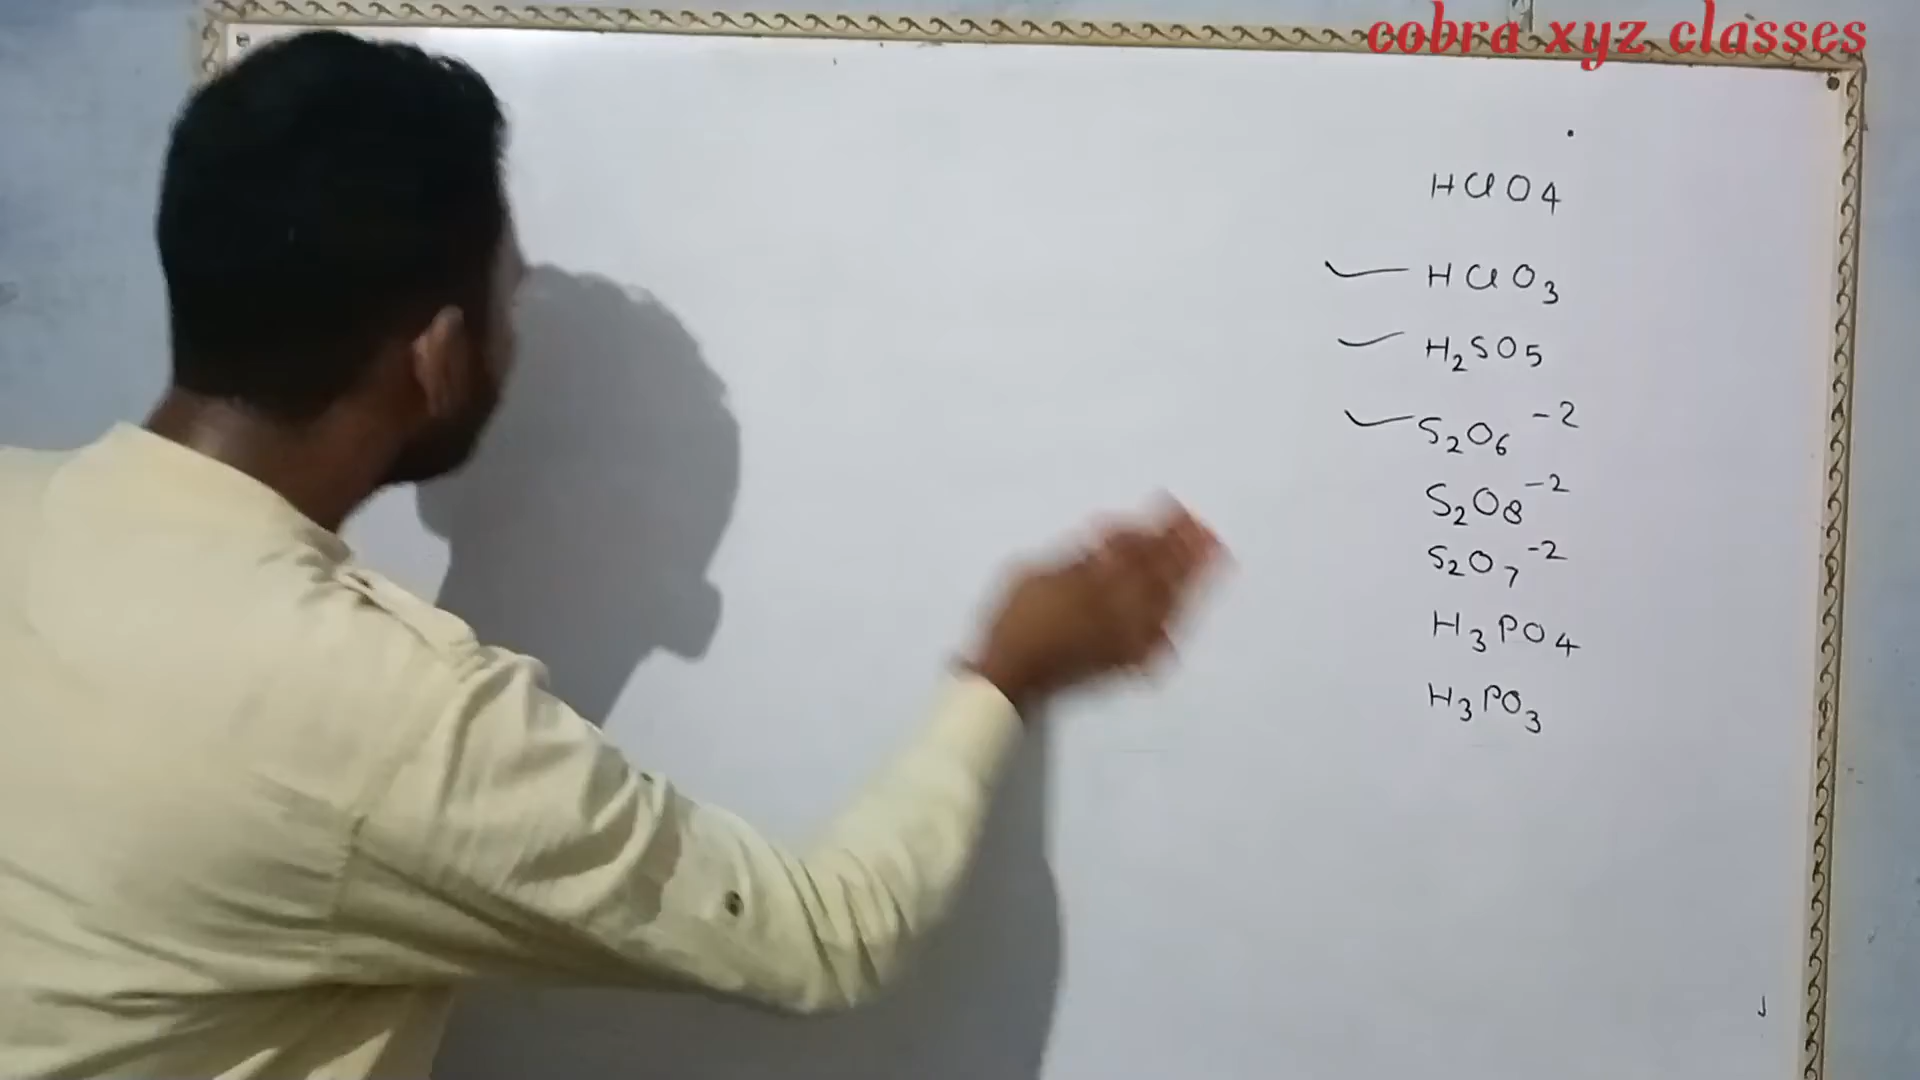 cobra xyz classes
HClO4
HClO3
H2SO5
S2O6 -2
S2O8 -2
S2O7 -2
H3PO4
H3PO3